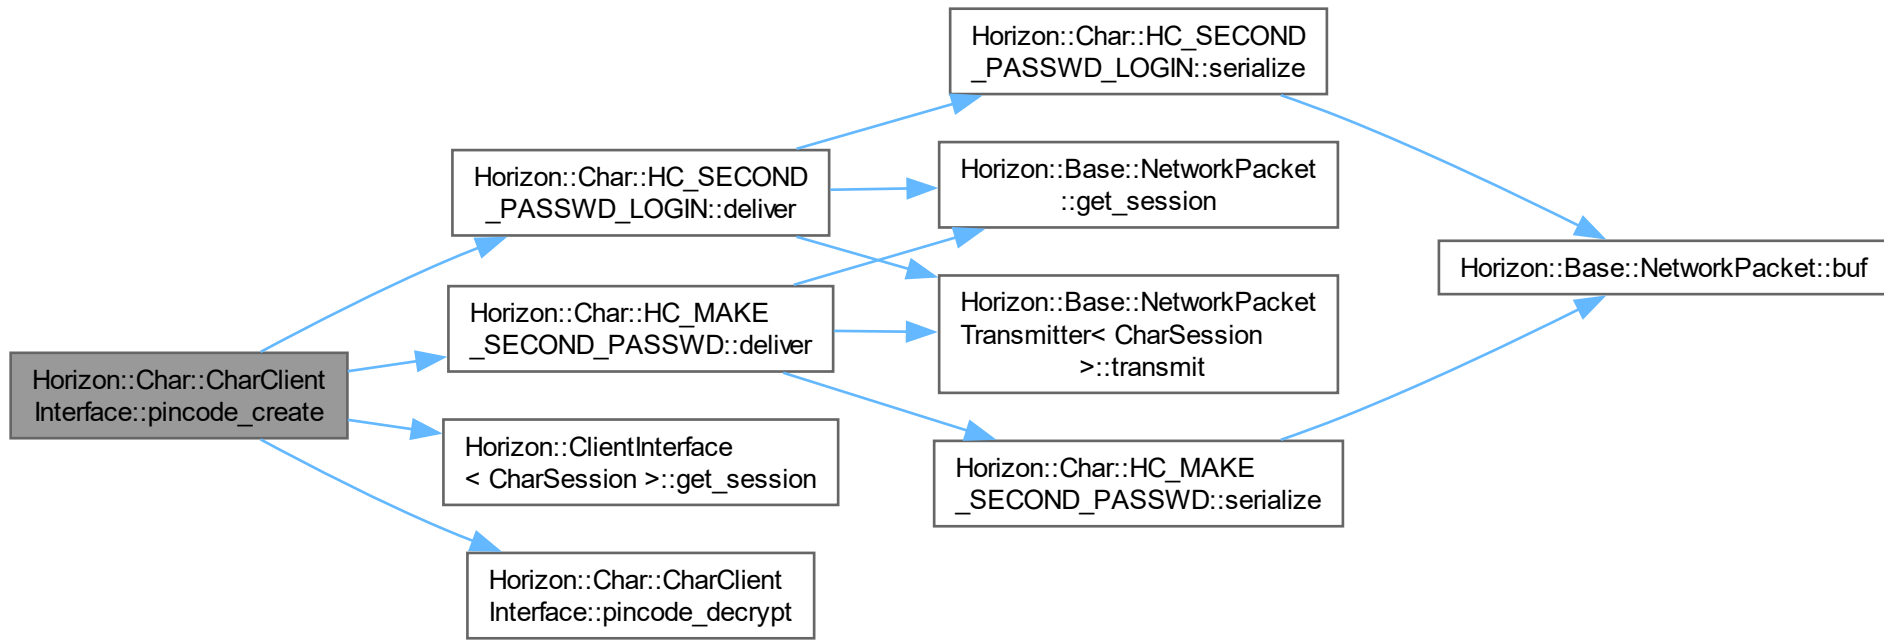 Horizon::Char::CharClient
Interface::pincode_create
Horizon::Char::HC_SECOND
_PASSWD_LOGIN::deliver
Horizon::Char::HC_MAKE
_SECOND_PASSWD::deliver
Horizon::ClientInterface
< CharSession >::get_session
Horizon::Char::CharClient
Interface::pincode_decrypt
Horizon::Char::HC_SECOND
_PASSWD_LOGIN::serialize
Horizon::Base::NetworkPacket
::get_session
Horizon::Base::NetworkPacket
Transmitter< CharSession
>::transmit
Horizon::Char::HC_MAKE
_SECOND_PASSWD::serialize
Horizon::Base::NetworkPacket::buf